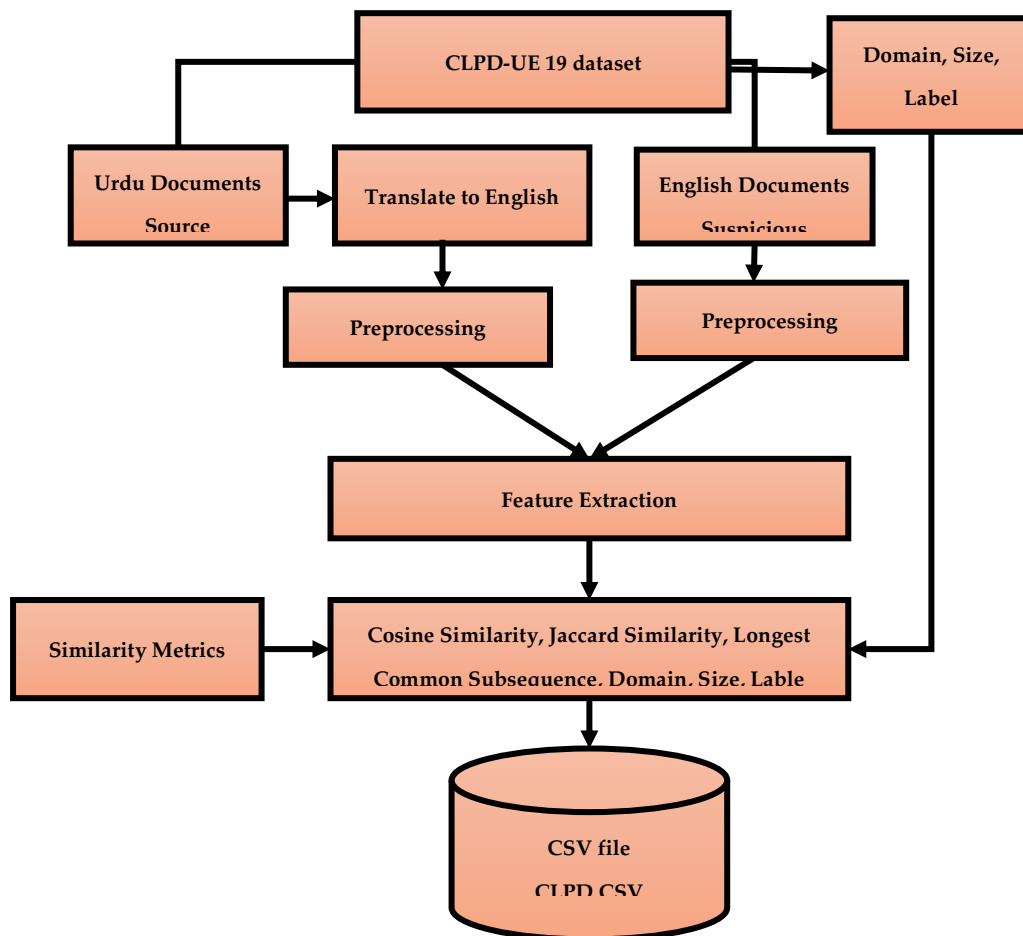 CLPD-UE 19 dataset
Domain, Size,
Label
Urdu Documents
Source
Translate to English
English Documents
Suspicious
Preprocessing
Preprocessing
Feature Extraction
Similarity Metrics
Cosine Similarity, Jaccard Similarity, Longest
Common Subsequence, Domain, Size, Lable
CSV file
CLPD CSV